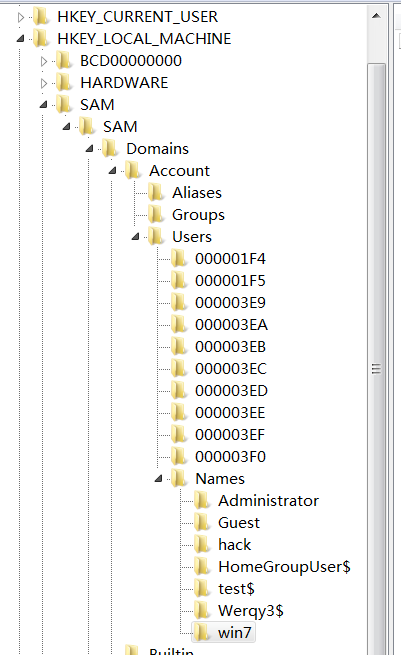 HKEY_CURRENT_USER
HKEY_LOCAL_MACHINE
BCD00000000
HARDWARE
SAM
SAM
Domains
Account
Aliases
Groups
Users
000001F4
000001F5
000003E9
000003EA
000003EB
000003EC
000003ED
000003EE
000003EF
000003F0
Names
Administrator
Guest
hack
HomeGroupUser$
test$
Werqy3$
win7
Builtin